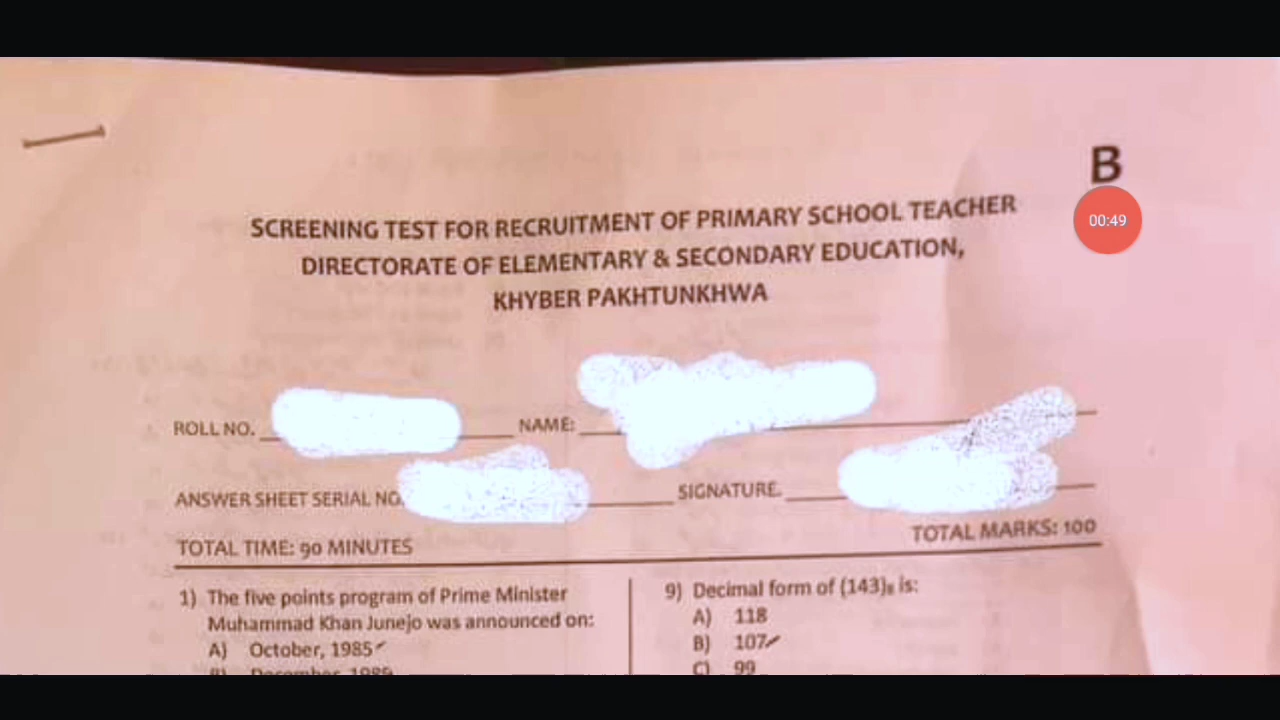 B
00:49
SCREENING TEST FOR RECRUITMENT OF PRIMARY SCHOOL TEACHER
DIRECTORATE OF ELEMENTARY & SECONDARY EDUCATION,
KHYBER PAKHTUNKHWA
ROLL NO. NAME:
ANSWER SHEET SERIAL NO. SIGNATURE.
TOTAL MARKS: 100
TOTAL TIME: 90 MINUTES
1) The five points program of Prime Minister
Muhammad Khan Junejo was announced on:
A) October, 1985
B) December, 1989
9) Decimal form of (143)₈ is:
A) 118
B) 107
C) 99